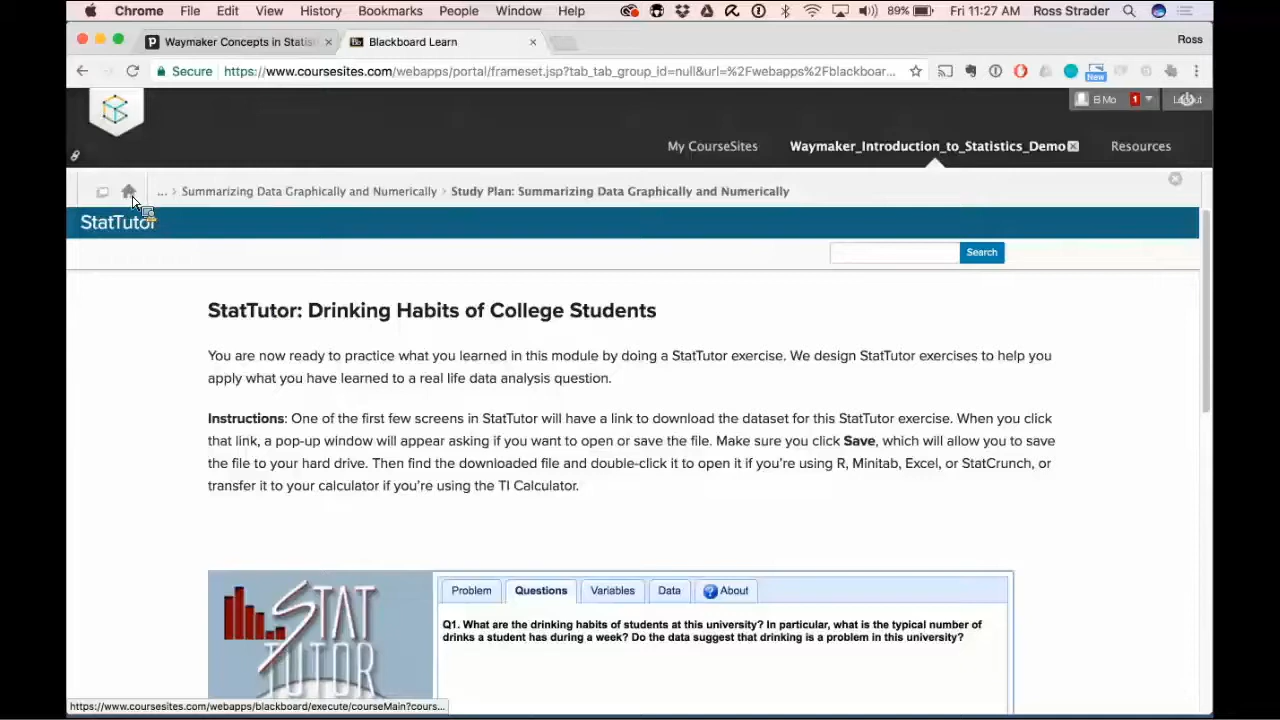 Chrome File Edit View History Bookmarks People Window Help 89% Fri 11:27 AM Ross Strader
Waymaker Concepts in Statis × Blackboard Learn × Ross
Secure https://www.coursesites.com/webapps/portal/frameset.jsp?tab_tab_group_id=null&url=%2Fwebapps%2Fblackboar...
New
B Mo 1
My CourseSites Waymaker_Introduction_to_Statistics_Demo Resources
... › Summarizing Data Graphically and Numerically › Study Plan: Summarizing Data Graphically and Numerically
StatTutor
Search
StatTutor: Drinking Habits of College Students
You are now ready to practice what you learned in this module by doing a StatTutor exercise. We design StatTutor exercises to help you
apply what you have learned to a real life data analysis question.
Instructions: One of the first few screens in StatTutor will have a link to download the dataset for this StatTutor exercise. When you click
that link, a pop-up window will appear asking if you want to open or save the file. Make sure you click Save, which will allow you to save
the file to your hard drive. Then find the downloaded file and double-click it to open it if you're using R, Minitab, Excel, or StatCrunch, or
transfer it to your calculator if you're using the TI Calculator.
Problem Questions Variables Data ? About
Q1. What are the drinking habits of students at this university? In particular, what is the typical number of
drinks a student has during a week? Do the data suggest that drinking is a problem in this university?
STAT
TUTOR
https://www.coursesites.com/webapps/blackboard/execute/courseMain?cours...